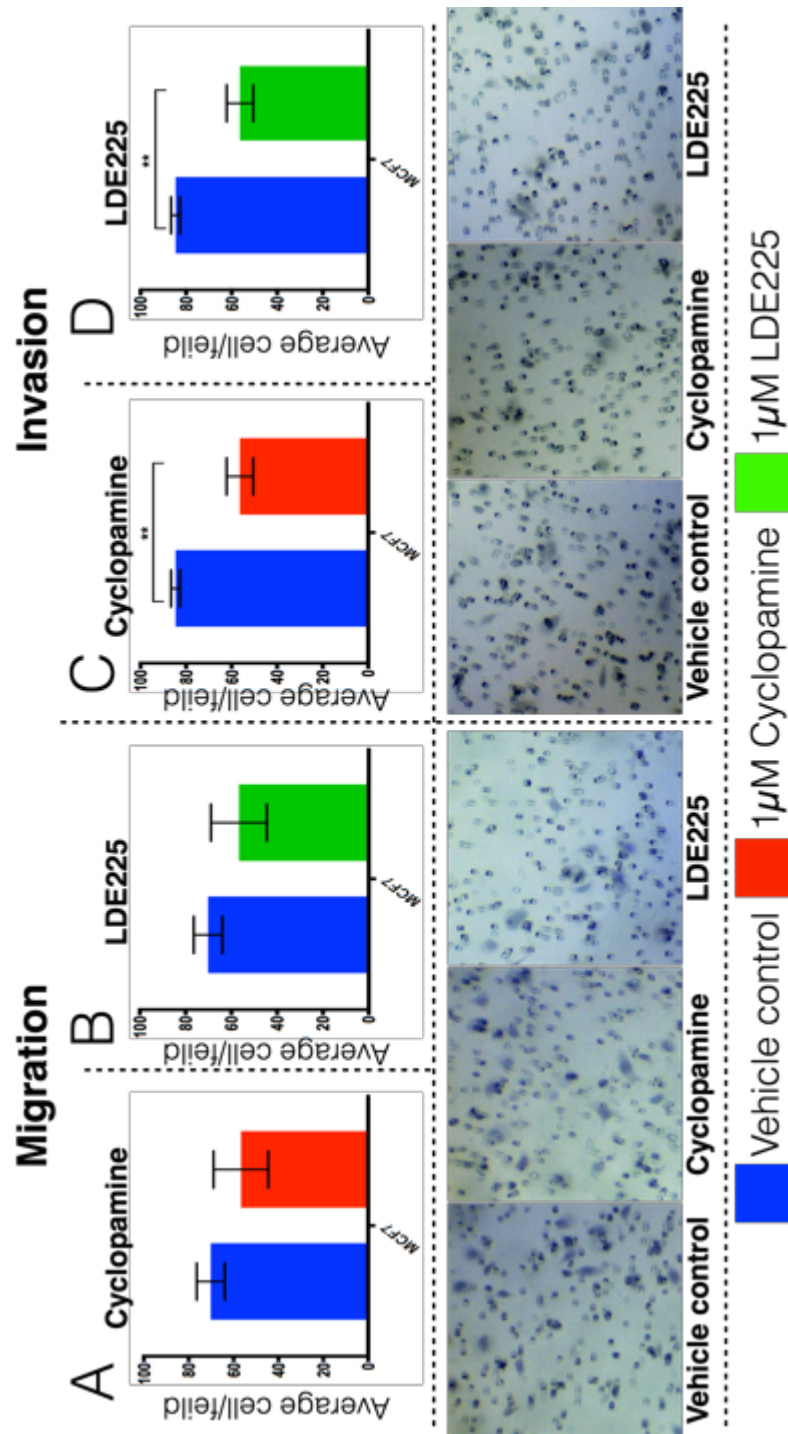 Migration
Invasion
A
Cyclopamine
Average cell/feild
100
80
60
40
20
0
MCF7
B
LDE225
Average cell/feild
100
80
60
40
20
0
MCF7
C
Cyclopamine
**
Average cell/feild
100
80
60
40
20
0
MCF7
D
LDE225
**
Average cell/feild
100
80
60
40
20
0
MCF7
Vehicle control
Cyclopamine
LDE225
Vehicle control
Cyclopamine
LDE225
Vehicle control
1µM Cyclopamine
1µM LDE225